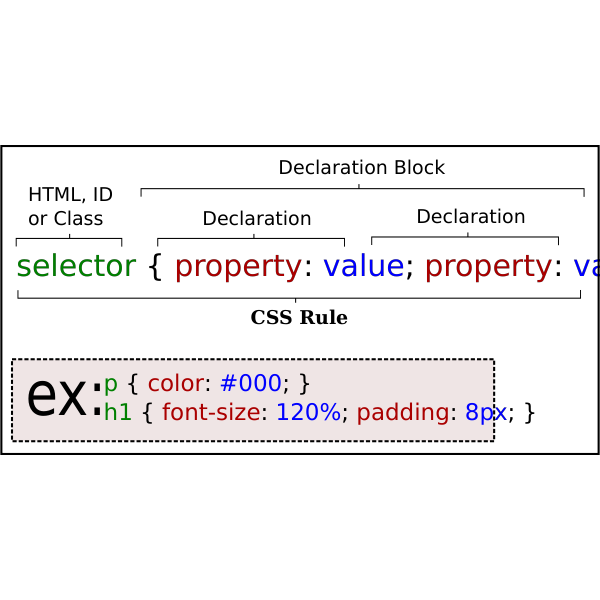 Declaration Block
HTML, ID
or Class
Declaration
Declaration
selector { property: value; property: va
CSS Rule
ex:
p { color: #000; }
h1 { font-size: 120%; padding: 8px; }